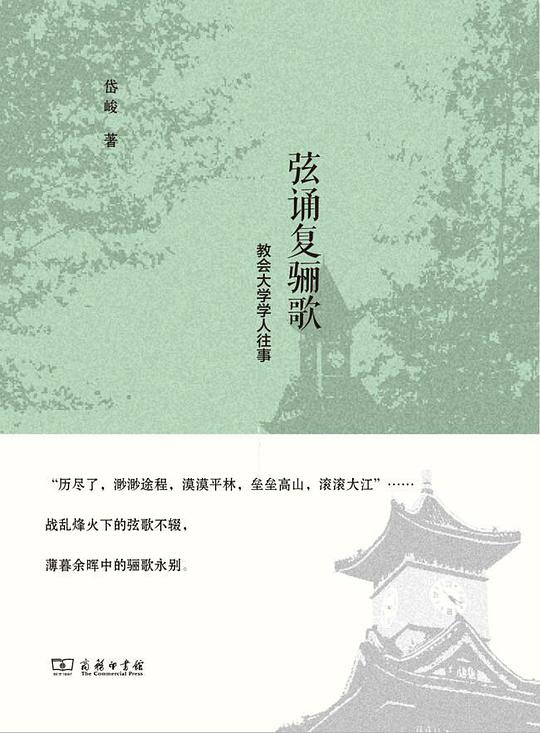 岱峻 著
弦诵复骊歌
教会大学学人往事
“历尽了，渺渺途程，漠漠平林，垒垒高山，滚滚大江”……
战乱烽火下的弦歌不辍，
薄暮余晖中的骊歌永别。
商务印书馆
The Commercial Press